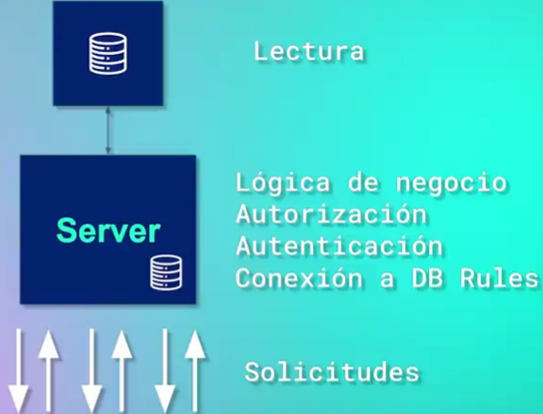 Lectura
Server
Lógica de negocio
Autorización
Autenticación
Conexión a DB Rules
Solicitudes